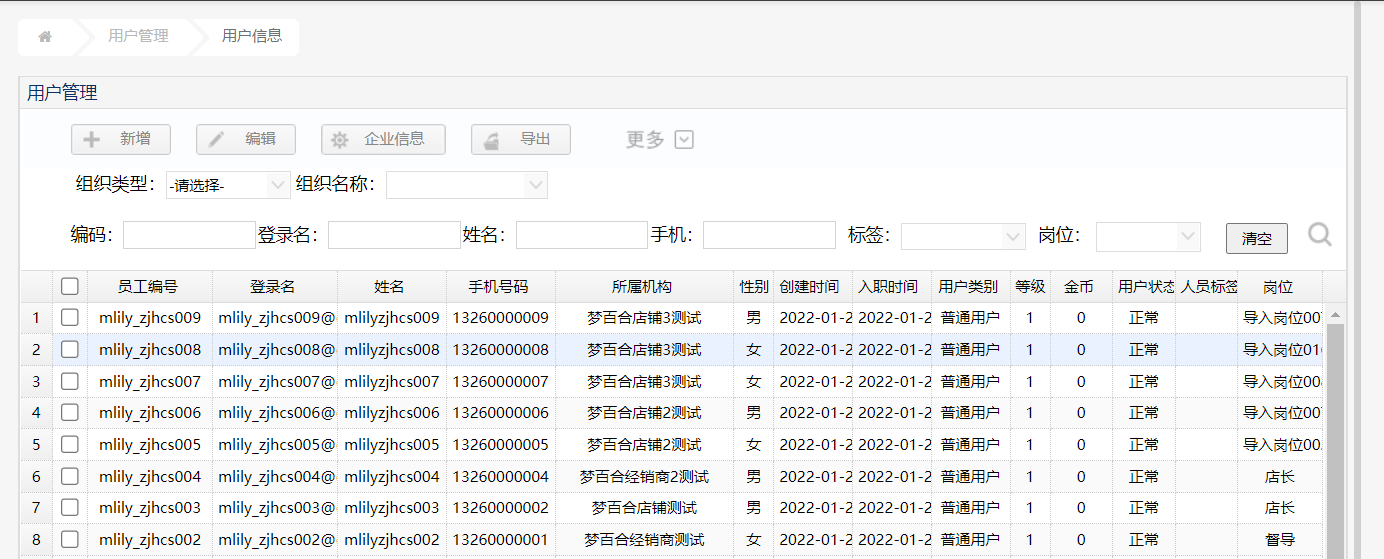 用户管理 用户信息
用户管理
新增 编辑 企业信息 导出 更多
组织类型： -请选择- 组织名称：
编码： 登录名： 姓名： 手机： 标签： 岗位： 清空
员工编号 登录名 姓名 手机号码 所属机构 性别 创建时间 入职时间 用户类别 等级 金币 用户状态 人员标签 岗位
1 mlily_zjhcs009 mlily_zjhcs009@ mlilyzjhcs009 13260000009 梦百合店铺3测试 男 2022-01-2 2022-01-2 普通用户 1 0 正常 导入岗位007
2 mlily_zjhcs008 mlily_zjhcs008@ mlilyzjhcs008 13260000008 梦百合店铺3测试 女 2022-01-2 2022-01-2 普通用户 1 0 正常 导入岗位01
3 mlily_zjhcs007 mlily_zjhcs007@ mlilyzjhcs007 13260000007 梦百合店铺3测试 女 2022-01-2 2022-01-2 普通用户 1 0 正常 导入岗位00
4 mlily_zjhcs006 mlily_zjhcs006@ mlilyzjhcs006 13260000006 梦百合店铺2测试 男 2022-01-2 2022-01-2 普通用户 1 0 正常 导入岗位007
5 mlily_zjhcs005 mlily_zjhcs005@ mlilyzjhcs005 13260000005 梦百合店铺2测试 女 2022-01-2 2022-01-2 普通用户 1 0 正常 导入岗位00
6 mlily_zjhcs004 mlily_zjhcs004@ mlilyzjhcs004 13260000004 梦百合经销商2测试 男 2022-01-2 2022-01-2 普通用户 1 0 正常 店长
7 mlily_zjhcs003 mlily_zjhcs003@ mlilyzjhcs003 13260000002 梦百合店铺测试 男 2022-01-2 2022-01-2 普通用户 1 0 正常 店长
8 mlily_zjhcs002 mlily_zjhcs002@ mlilyzjhcs002 13260000001 梦百合经销商测试 女 2022-01-2 2022-01-2 普通用户 1 0 正常 督导